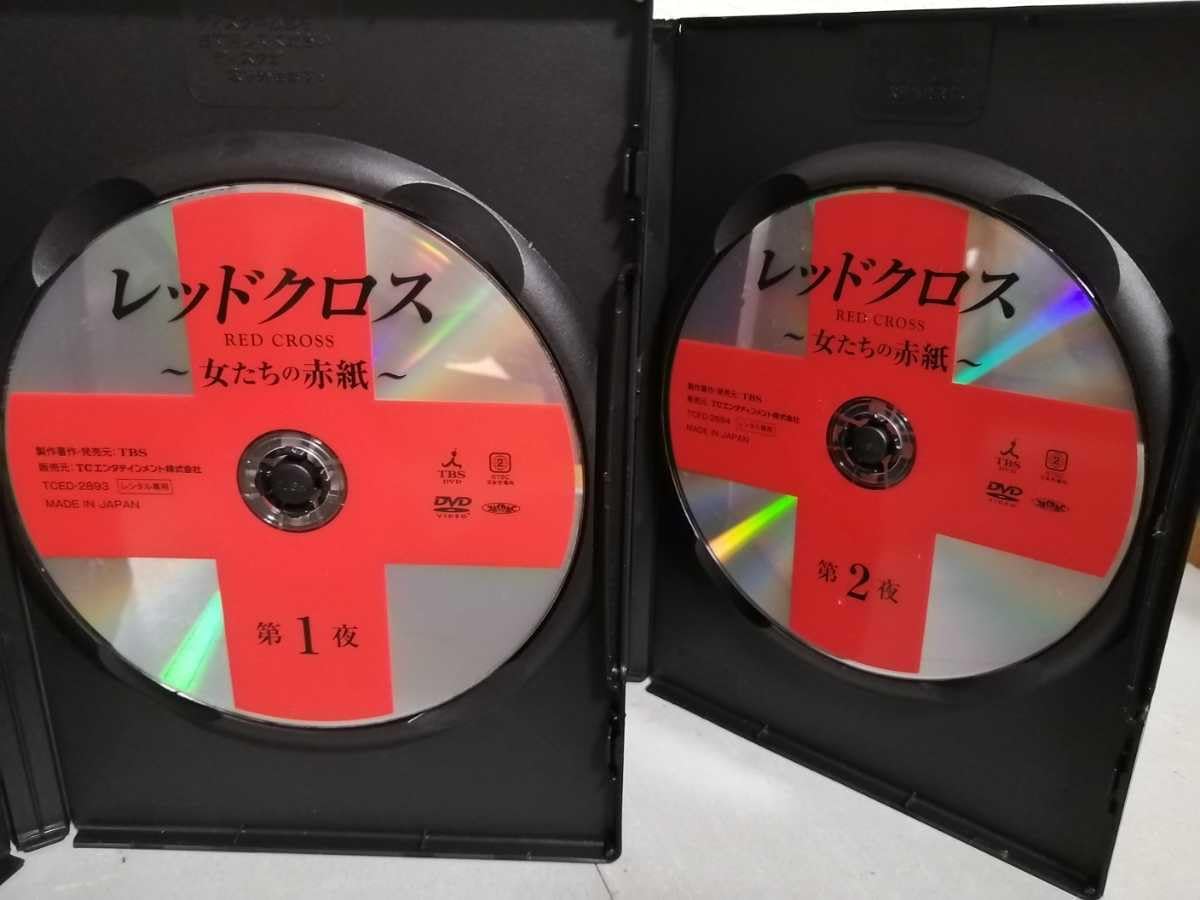 レッドクロス
RED CROSS
～女たちの赤紙～
製作著作/発売元：TBS
販売元：TCエンタテインメント株式会社
TCED-2893 レンタル専用
MADE IN JAPAN
TBS
DVD
2
DVD
VIDEO
第1夜
レッドクロス
RED CROSS
～女たちの赤紙～
製作著作/発売元：TBS
販売元：TCエンタテインメント株式会社
TCED-2894 レンタル専用
MADE IN JAPAN
TBS
DVD
2
DVD
第2夜